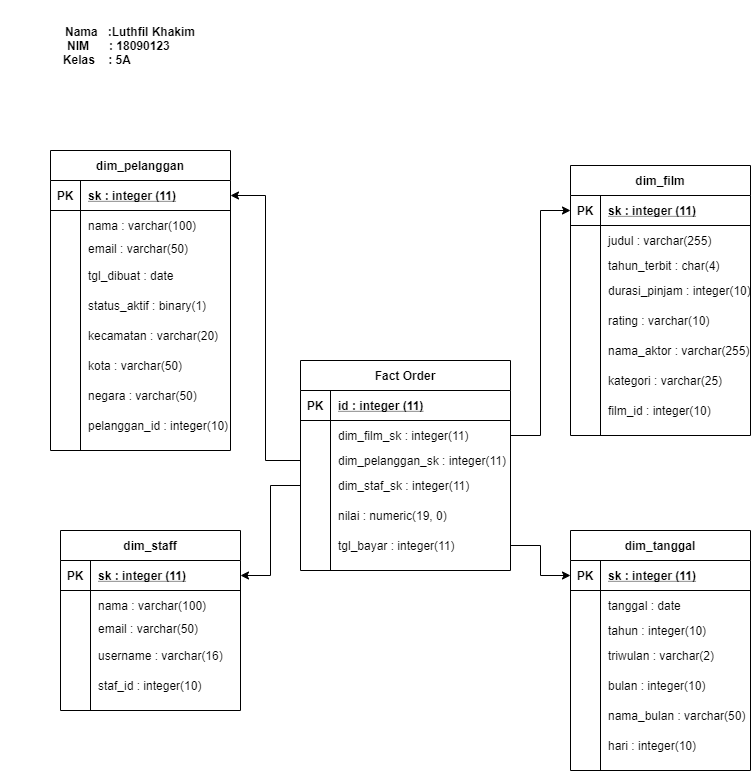 Nama :Luthfil Khakim
NIM : 18090123
Kelas : 5A
dim_pelanggan
PK sk : integer (11)
nama : varchar(100)
email : varchar(50)
tgl_dibuat : date
status_aktif : binary(1)
kecamatan : varchar(20)
kota : varchar(50)
negara : varchar(50)
pelanggan_id : integer(10)
dim_film
PK sk : integer (11)
judul : varchar(255)
tahun_terbit : char(4)
durasi_pinjam : integer(10)
rating : varchar(10)
nama_aktor : varchar(255)
kategori : varchar(25)
film_id : integer(10)
Fact Order
PK id : integer (11)
dim_film_sk : integer(11)
dim_pelanggan_sk : integer(11)
dim_staf_sk : integer(11)
nilai : numeric(19, 0)
tgl_bayar : integer(11)
dim_staff
PK sk : integer (11)
nama : varchar(100)
email : varchar(50)
username : varchar(16)
staf_id : integer(10)
dim_tanggal
PK sk : integer (11)
tanggal : date
tahun : integer(10)
triwulan : varchar(2)
bulan : integer(10)
nama_bulan : varchar(50)
hari : integer(10)